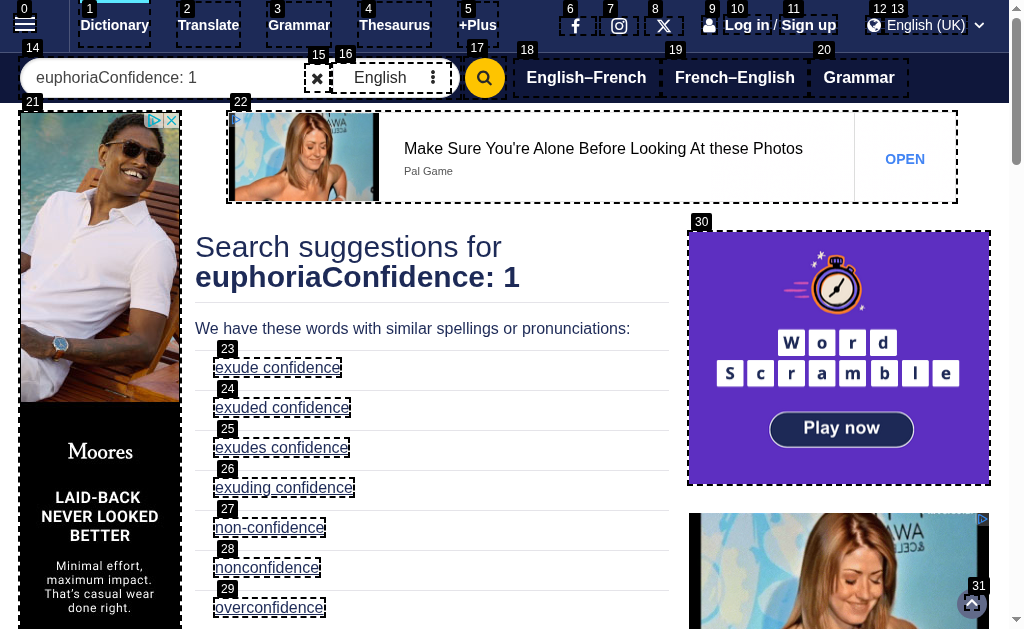 0 1 2 3 4 5 6 7 8 9 10 11 12 13
Dictionary Translate Grammar Thesaurus +Plus Log in / Sign up English (UK)
14 15 16 17 18 19 20
euphoriaConfidence: 1 English English–French French–English Grammar
21 22
Make Sure You're Alone Before Looking At these Photos
Pal Game
OPEN
30
Search suggestions for
euphoriaConfidence: 1
We have these words with similar spellings or pronunciations:
23
exude confidence
24
exuded confidence
25
exudes confidence
26
exuding confidence
27
non-confidence
28
nonconfidence
29
overconfidence
Moores
LAID-BACK
NEVER LOOKED
BETTER
Minimal effort,
maximum impact.
That's casual wear
done right.
Word
Scramble
Play now
31